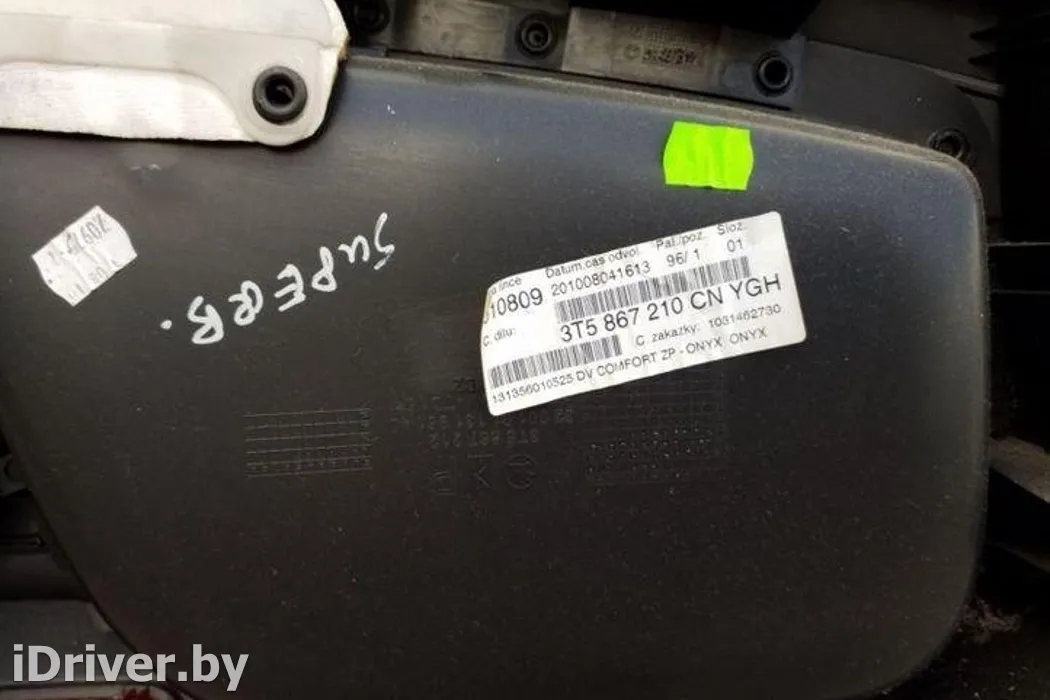 SUPERB.
Datum,cas odvol. Pal./poz. Sloz.
10809 201008041613 96/1 01
c. dilu: 3T5 867 210 CN YGH
C. zakazky: 1031462730
131356010525 DV COMFORT ZP - ONYX ONYX
iDriver.by